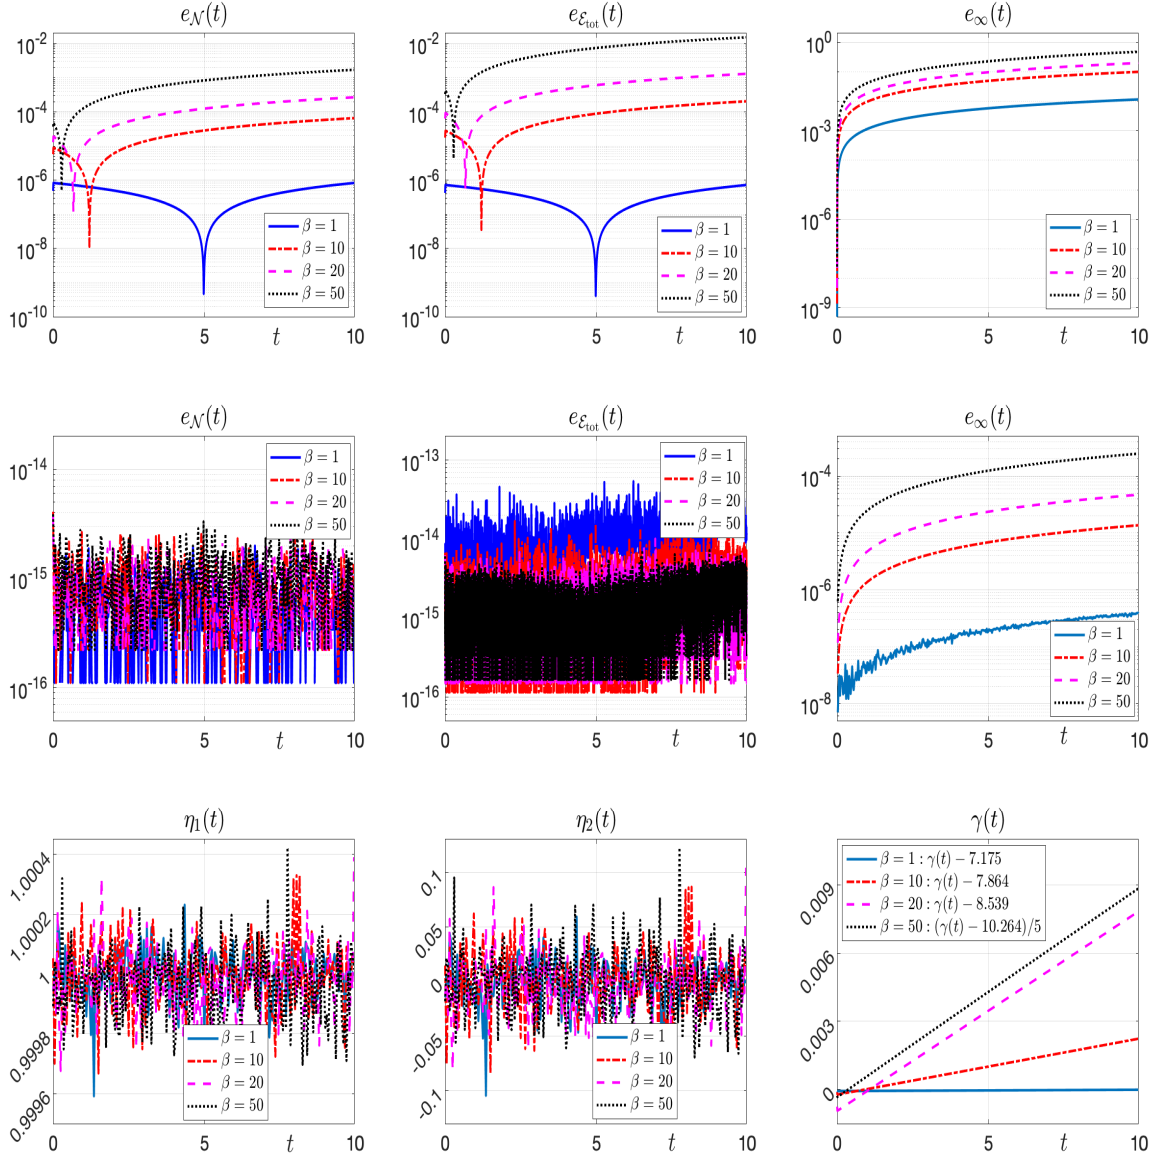 e_𝒩(t)
10^-2
10^-4
10^-6
10^-8
10^-10
0
5
t
10
β = 1
β = 10
β = 20
β = 50
e_ℰtot(t)
10^-2
10^-4
10^-6
10^-8
10^-10
0
5
t
10
β = 1
β = 10
β = 20
β = 50
e_∞(t)
10^0
10^-3
10^-6
10^-9
0
5
t
10
β = 1
β = 10
β = 20
β = 50
e_𝒩(t)
10^-14
10^-15
10^-16
0
5
t
10
β = 1
β = 10
β = 20
β = 50
e_ℰtot(t)
10^-13
10^-14
10^-15
10^-16
0
5
t
10
β = 1
β = 10
β = 20
β = 50
e_∞(t)
10^-4
10^-6
10^-8
0
5
t
10
β = 1
β = 10
β = 20
β = 50
η_1(t)
1.0004
1.0002
1
0.9998
0.9996
0
5
t
10
β = 1
β = 10
β = 20
β = 50
η_2(t)
0.1
0.05
0
-0.05
-0.1
0
5
t
10
β = 1
β = 10
β = 20
β = 50
γ(t)
0.009
0.006
0.003
0
0
5
t
10
β = 1 : γ(t) − 7.175
β = 10 : γ(t) − 7.864
β = 20 : γ(t) − 8.539
β = 50 : (γ(t) − 10.264)/5